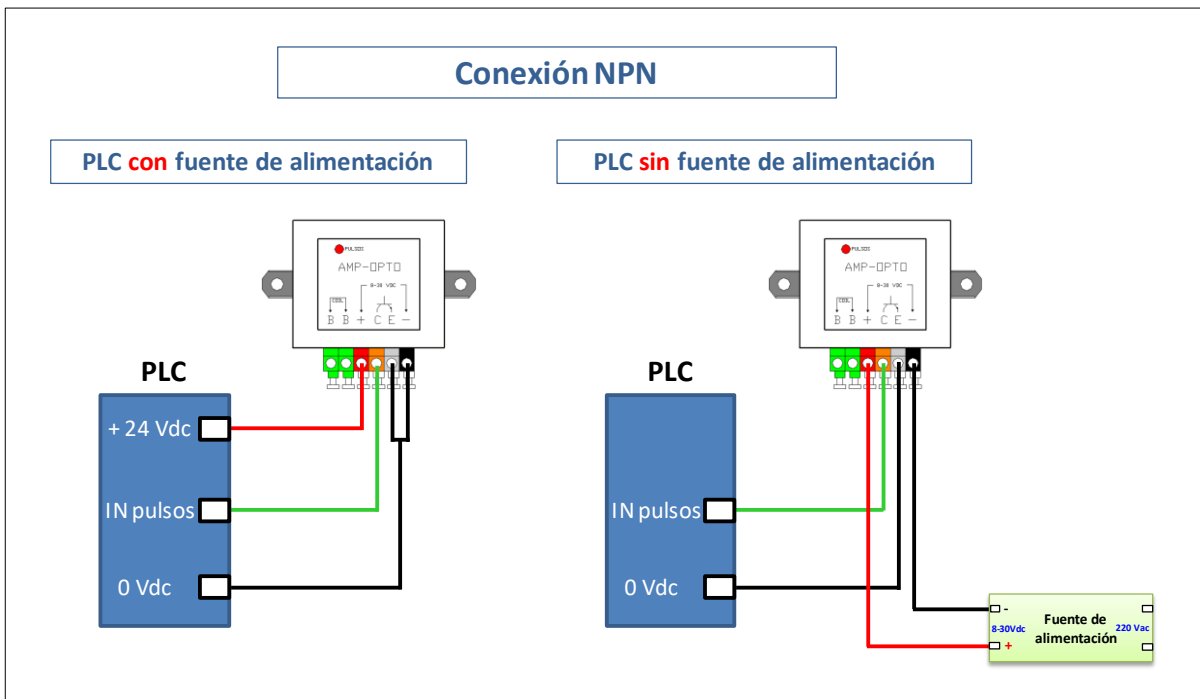 Conexión NPN
PLC con fuente de alimentación
PLC sin fuente de alimentación
PULSOS
AMP-OPTO
8-30 VDC
COIL
B B + C E -
PLC
+ 24 Vdc
IN pulsos
0 Vdc
PULSOS
AMP-OPTO
8-30 VDC
COIL
B B + C E -
PLC
IN pulsos
0 Vdc
-
8-30Vdc
+
Fuente de
alimentación
220 Vac